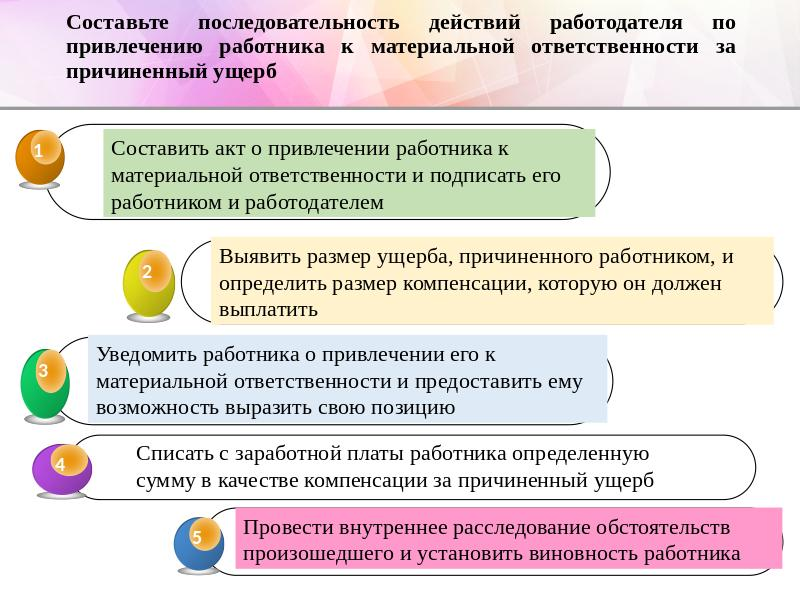 Составьте последовательность действий работодателя по
привлечению работника к материальной ответственности за
причиненный ущерб
1
Составить акт о привлечении работника к
материальной ответственности и подписать его
работником и работодателем
2
Выявить размер ущерба, причиненного работником, и
определить размер компенсации, которую он должен
выплатить
3
Уведомить работника о привлечении его к
материальной ответственности и предоставить ему
возможность выразить свою позицию
4
Списать с заработной платы работника определенную
сумму в качестве компенсации за причиненный ущерб
5
Провести внутреннее расследование обстоятельств
произошедшего и установить виновность работника